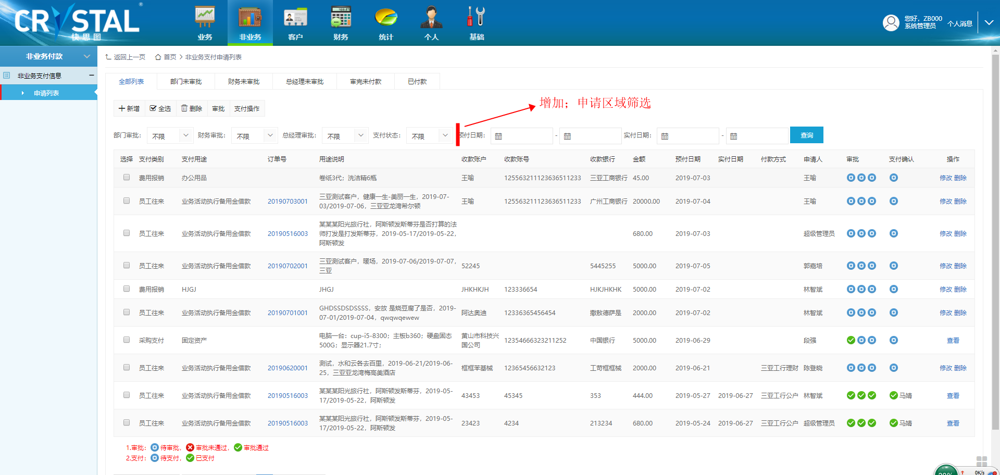 CRYSTAL®
快思图
业务 非业务 客户 财务 统计 个人 基础
您好，ZB000
系统管理员
个人消息
非业务付款
非业务支付信息
申请列表
返回上一页 首页 > 非业务支付申请列表
全部列表 部门未审批 财务未审批 总经理未审批 审完未付款 已付款
增加；申请区域筛选
新增 全选 删除 审批 支付操作
部门审批： 不限 财务审批： 不限 总经理审批： 不限 支付状态： 不限 预付日期： - 实付日期： - 查询
选择 支付类别 支付用途 订单号 用途说明 收款账户 收款账号 收款银行 金额 预付日期 实付日期 付款方式 申请人 审批 支付确认 操作
费用报销 办公用品 卷纸3代；洗洁精6瓶 王喻 125563211123636511233 三亚工商银行 45.00 2019-07-03 王喻 修改 删除
员工往来 业务活动执行备用金借款 20190703001 三亚测试客户，健康一生-美丽一生，2019-07-
03/2019-07-06，三亚亚龙湾希尔顿 王喻 125563211123636511233 广州工商银行 20000.00 2019-07-04 王喻 修改 删除
员工往来 业务活动执行备用金借款 20190516003 某某某阳光旅行社，阿斯顿发斯蒂芬是否打算的法
师打发是打发斯蒂芬，2019-05-17/2019-05-22，
阿斯顿发 680.00 2019-07-03 超级管理员 修改 删除
员工往来 业务活动执行备用金借款 20190702001 三亚测试客户，暖场，2019-07-06/2019-07-07，
三亚 52245 5445255 5000.00 2019-07-05 郭嘉培 修改 删除
费用报销 HJGJ JHGJ JHKHKJH 123336654 HJKJHKHK 5000.00 2019-07-02 林智斌 修改 删除
员工往来 业务活动执行备用金借款 20190701001 GHDSSDSDSSSS，安放 是烧豆腐了是否，2019-
07-01/2019-07-04，qwqwqewew 阿达奥迪 12336365456454 撒敖德萨是 2000.00 2019-07-02 林智斌 修改 删除
采购支付 固定资产 电脑一台：cup-i5-8300；主板b360；硬盘固态
500G；显示器21.7寸； 黄山市科技兴
国公司 12354666323211252 中国银行 5000.00 2019-06-29 段强 查看
员工往来 业务活动执行备用金借款 20190620001 测试，水和云各去百里，2019-06-21/2019-06-
25，三亚亚龙湾梅高美酒店 框框苯基械 12365456632123 工苛框框械 2000.00 2019-06-21 三亚工行理财 陈登晓 修改 删除
员工往来 业务活动执行备用金借款 20190516003 某某某阳光旅行社，阿斯顿发斯蒂芬，2019-05-
17/2019-05-22，阿斯顿发 43453 45345 353 444.00 2019-05-27 2019-06-27 三亚工行公户 林智斌 马婧 查看
员工往来 业务活动执行备用金借款 20190516003 某某某阳光旅行社，阿斯顿发斯蒂芬，2019-05-
17/2019-05-22，阿斯顿发 23423 4234 213234 680.00 2019-05-24 2019-06-27 三亚工行公户 超级管理员 马婧 查看
1.审批： 待审批， 审批未通过， 审批通过
2.支付： 待支付， 已支付
0K/s